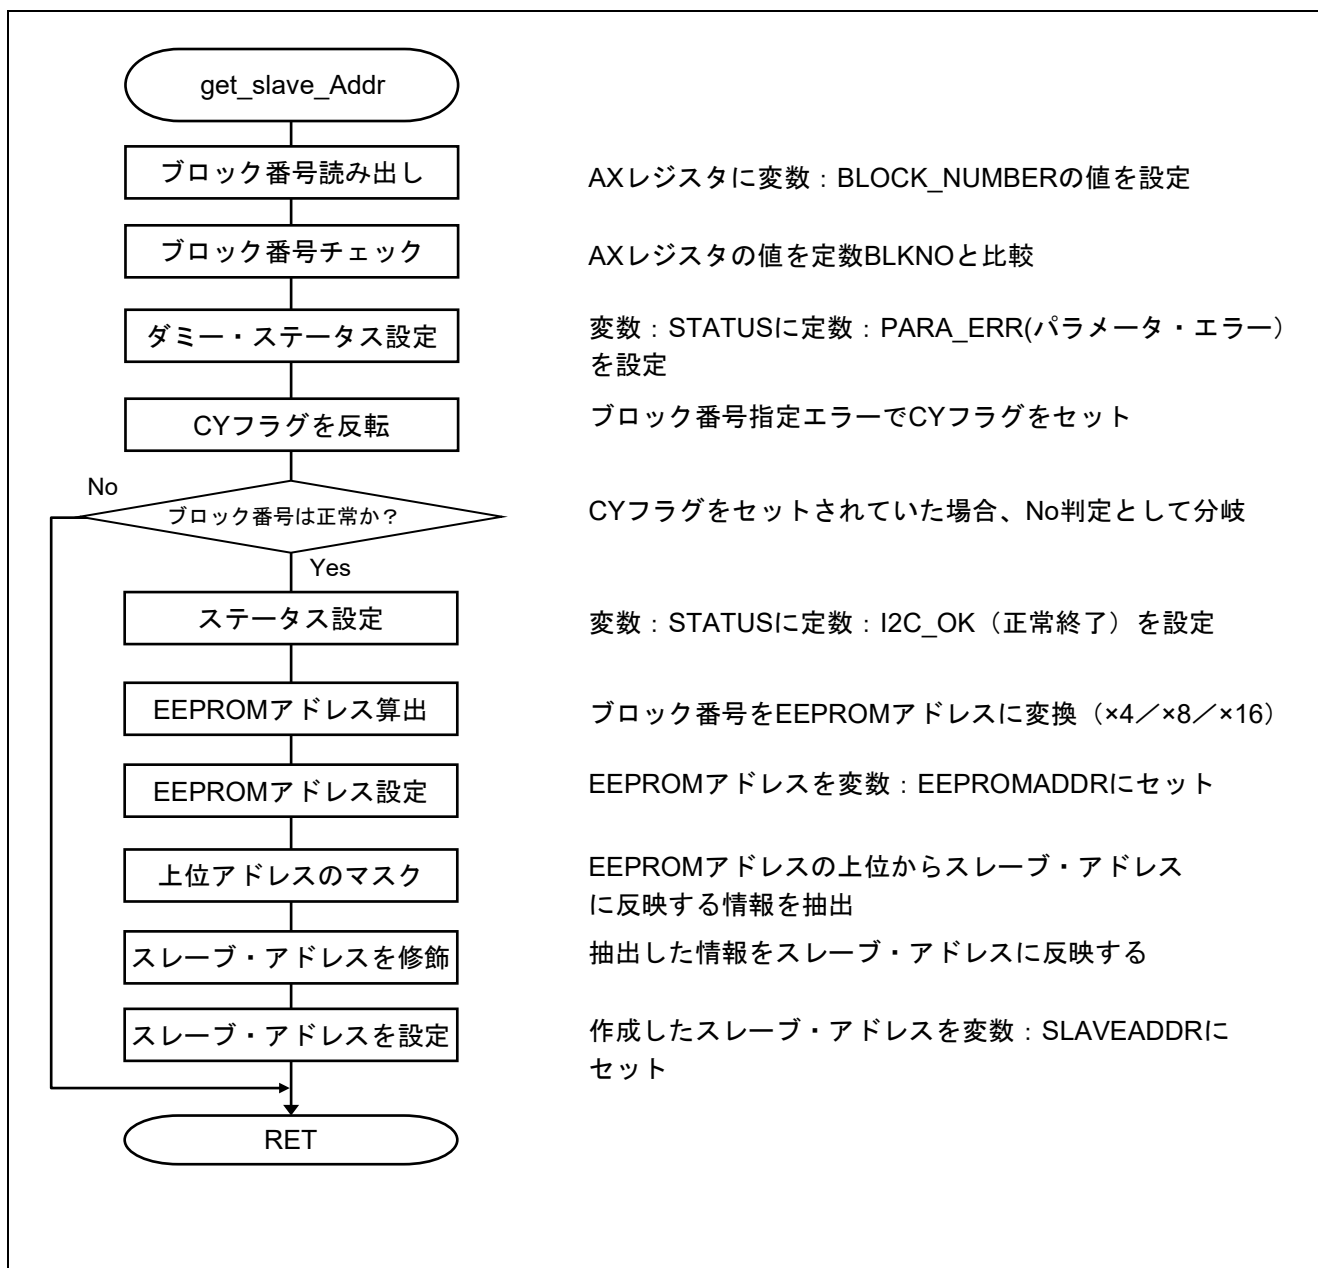 get_slave_Addr
ブロック番号読み出し
AXレジスタに変数：BLOCK_NUMBERの値を設定
ブロック番号チェック
AXレジスタの値を定数BLKNOと比較
ダミー・ステータス設定
変数：STATUSに定数：PARA_ERR(パラメータ・エラー）
を設定
CYフラグを反転
ブロック番号指定エラーでCYフラグをセット
No
ブロック番号は正常か？
CYフラグをセットされていた場合、No判定として分岐
Yes
ステータス設定
変数：STATUSに定数：I2C_OK（正常終了）を設定
EEPROMアドレス算出
ブロック番号をEEPROMアドレスに変換（×4／×8／×16）
EEPROMアドレス設定
EEPROMアドレスを変数：EEPROMADDRにセット
上位アドレスのマスク
EEPROMアドレスの上位からスレーブ・アドレス
に反映する情報を抽出
スレーブ・アドレスを修飾
抽出した情報をスレーブ・アドレスに反映する
スレーブ・アドレスを設定
作成したスレーブ・アドレスを変数：SLAVEADDRに
セット
RET